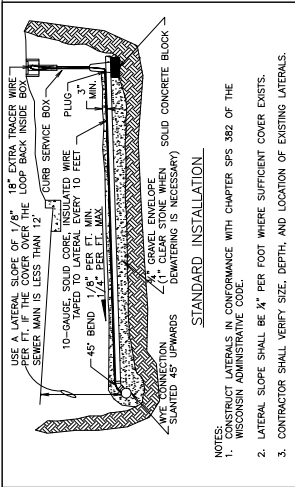 USE A LATERAL SLOPE OF 1/8"
PER FT. IF THE COVER OVER THE
SEWER MAIN IS LESS THAN 12'
18" EXTRA TRACER WIRE
LOOP BACK INSIDE BOX
CURB SERVICE BOX
10-GAUGE, SOLID CORE, INSULATED WIRE
TAPED TO LATERAL EVERY 10 FEET
45° BEND
1/8" PER FT. MIN.
1/4" PER FT. MAX.
PLUG
3"
MIN.
WYE CONNECTION
SLANTED 45° UPWARDS
GRAVEL ENVELOPE
(1" CLEAR STONE WHEN
DEWATERING IS NECESSARY)
SOLID CONCRETE BLOCK
STANDARD INSTALLATION
NOTES:
1. CONSTRUCT LATERALS IN CONFORMANCE WITH CHAPTER SPS 382 OF THE
WISCONSIN ADMINISTRATIVE CODE.
2. LATERAL SLOPE SHALL BE ¼" PER FOOT WHERE SUFFICIENT COVER EXISTS.
3. CONTRACTOR SHALL VERIFY SIZE, DEPTH, AND LOCATION OF EXISTING LATERALS.